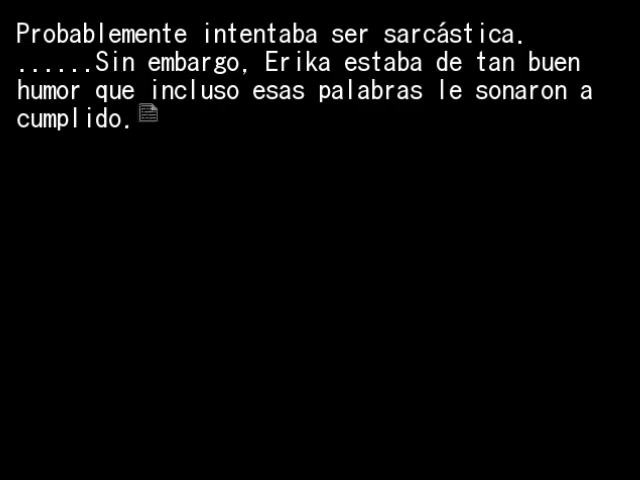 Probablemente intentaba ser sarcástica.
......Sin embargo, Erika estaba de tan buen
humor que incluso esas palabras le sonaron a
cumplido.